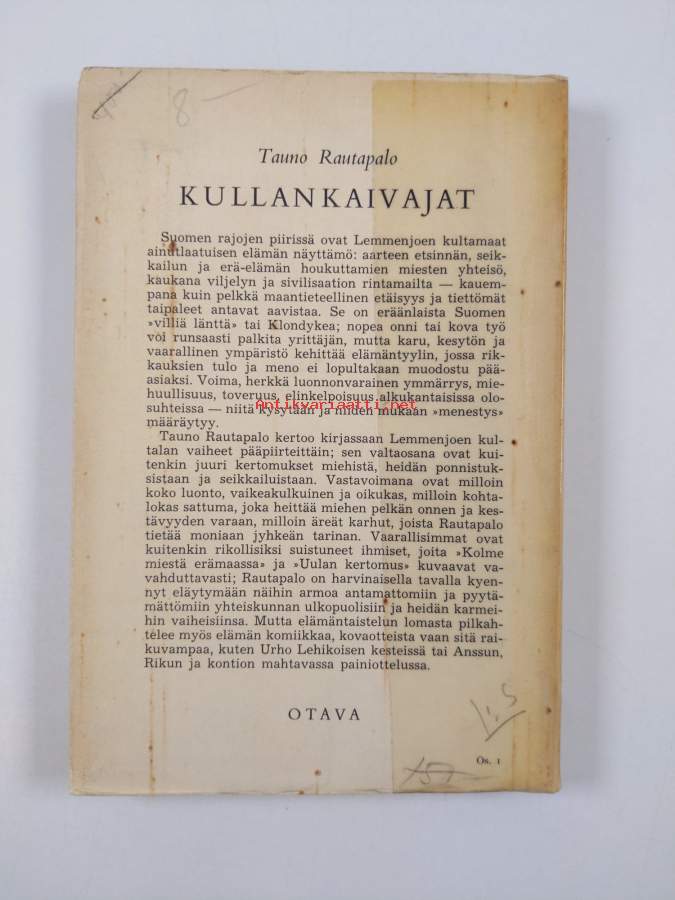 8-
Tauno Rautapalo
KULLANKAIVAJAT
Suomen rajojen piirissä ovat Lemmenjoen kultamaat
ainutlaatuisen elämän näyttämö: aarteen etsinnän, seik-
kailun ja erä-elämän houkuttamien miesten yhteisö,
kaukana viljelyn ja sivilisaation rintamailta — kauem-
pana kuin pelkkä maantieteellinen etäisyys ja tiettömät
taipaleet antavat aavistaa. Se on eräänlaista Suomen
»villiä länttä» tai Klondykea; nopea onni tai kova työ
voi runsaasti palkita yrittäjän, mutta karu, kesytön ja
vaarallinen ympäristö kehittää elämäntyylin, jossa rik-
kauksien tulo ja meno ei lopultakaan muodostu pää-
asiaksi. Voima, herkkä luonnonvarainen ymmärrys, mie-
huullisuus, toveruus, elinkelpoisuus alkukantaisissa olo-
suhteissa — niitä kysytään ja niiden mukaan »menestys»
määräytyy.
Antikvariaatti.net
Tauno Rautapalo kertoo kirjassaan Lemmenjoen kul-
talan vaiheet pääpiirteittäin; sen valtaosana ovat kui-
tenkin juuri kertomukset miehistä, heidän ponnistuk-
sistaan ja seikkailuistaan. Vastavoimana ovat milloin
koko luonto, vaikeakulkuinen ja oikukas, milloin kohta-
lokas sattuma, joka heittää miehen pelkän onnen ja kes-
tävyyden varaan, milloin äreät karhut, joista Rautapalo
tietää moniaan jyhkeän tarinan. Vaarallisimmat ovat
kuitenkin rikollisiksi suistuneet ihmiset, joita »Kolme
miestä erämaassa» ja »Uulan kertomus» kuvaavat va-
vahduttavasti; Rautapalo on harvinaisella tavalla kyen-
nyt eläytymään näihin armoa antamattomiin ja pyytä-
mättömiin yhteiskunnan ulkopuolisiin ja heidän karmei-
hin vaiheisiinsa. Mutta elämäntaistelun lomasta pilkah-
telee myös elämän komiikkaa, kovaotteista vaan sitä rai-
kuvampaa, kuten Urho Lehikoisen kesteissä tai Anssun,
Rikun ja kontion mahtavassa painiottelussa.
OTAVA
Os. 1